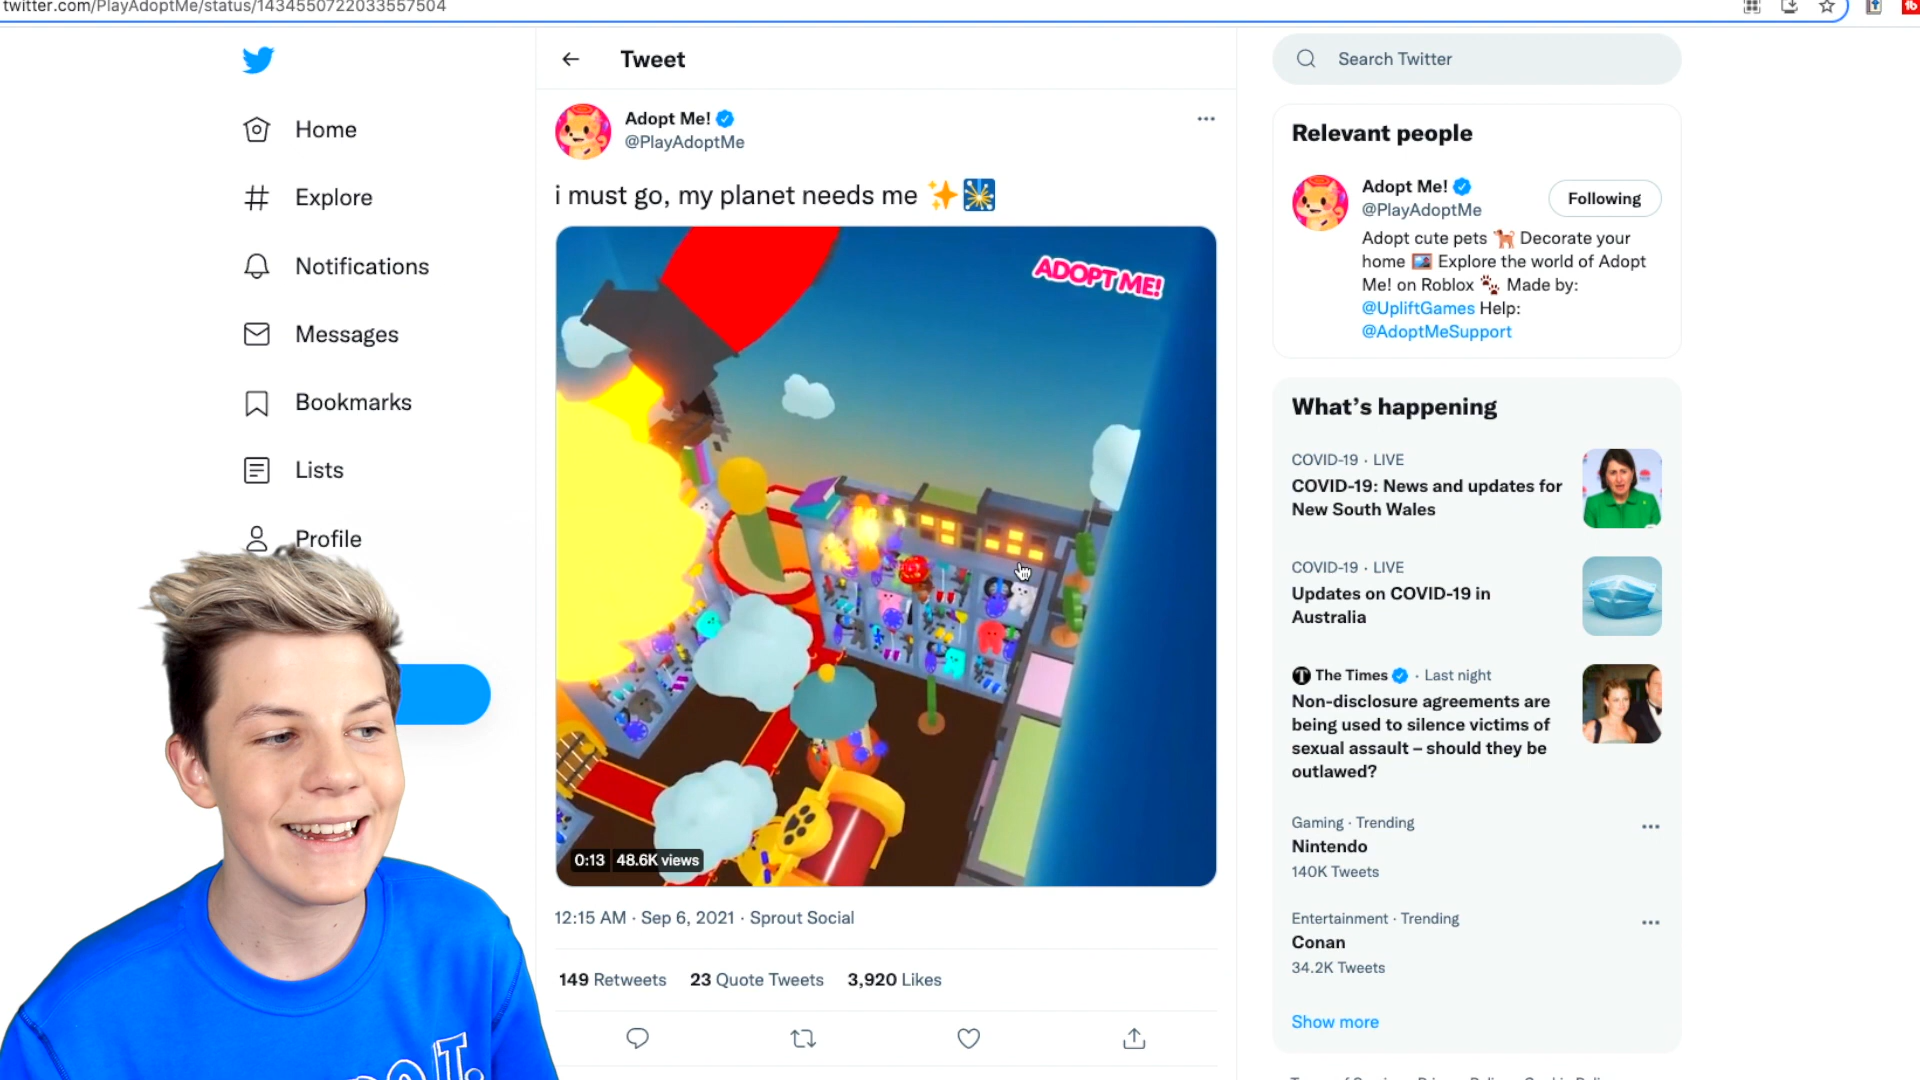 twitter.com/PlayAdoptMe/status/1434550722033557504
Tweet
Search Twitter
Home
Explore
Notifications
Messages
Bookmarks
Lists
Profile
Adopt Me!
@PlayAdoptMe
i must go, my planet needs me ✨🎇
ADOPT ME!
0:13 48.6K views
12:15 AM · Sep 6, 2021 · Sprout Social
149 Retweets 23 Quote Tweets 3,920 Likes
Relevant people
Adopt Me!
@PlayAdoptMe
Following
Adopt cute pets 🐕 Decorate your
home 🖼️ Explore the world of Adopt
Me! on Roblox 🐾 Made by:
@UpliftGames Help:
@AdoptMeSupport
What's happening
COVID-19 · LIVE
COVID-19: News and updates for
New South Wales
COVID-19 · LIVE
Updates on COVID-19 in
Australia
The Times · Last night
Non-disclosure agreements are
being used to silence victims of
sexual assault – should they be
outlawed?
Gaming · Trending
Nintendo
140K Tweets
Entertainment · Trending
Conan
34.2K Tweets
Show more